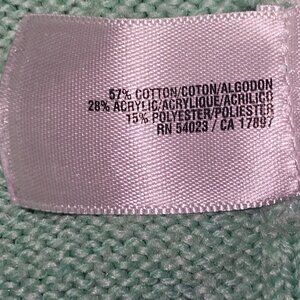 57% COTTON/COTON/ALGODON
28% ACRYLIC/ACRYLIQUE/ACRILICO
15% POLYESTER/POLIESTER
RN 54023 / CA 17897